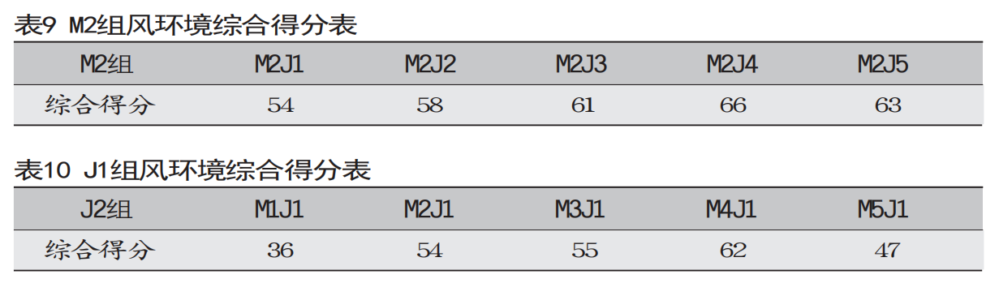 表9 M2组风环境综合得分表
M2组 M2J1 M2J2 M2J3 M2J4 M2J5
综合得分 54 58 61 66 63
表10 J1组风环境综合得分表
J2组 M1J1 M2J1 M3J1 M4J1 M5J1
综合得分 36 54 55 62 47